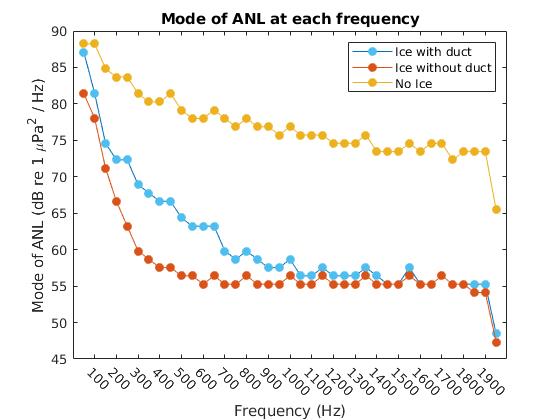 Mode of ANL at each frequency
Mode of ANL (dB re 1 μPa² / Hz)
90
85
80
75
70
65
60
55
50
45
Ice with duct
Ice without duct
No Ice
100 200 300 400 500 600 700 800 900 1000 1100 1200 1300 1400 1500 1600 1700 1800 1900
Frequency (Hz)